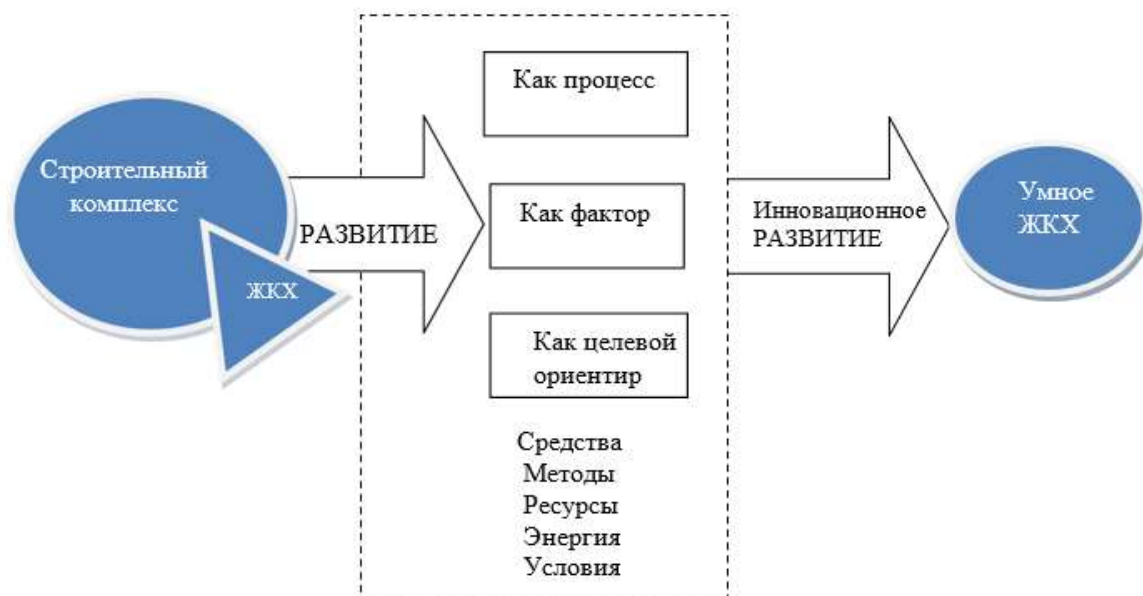 Строительный
комплекс
ЖКХ
РАЗВИТИЕ
Как процесс
Как фактор
Как целевой
ориентир
Средства
Методы
Ресурсы
Энергия
Условия
Инновационное
РАЗВИТИЕ
Умное
ЖКХ